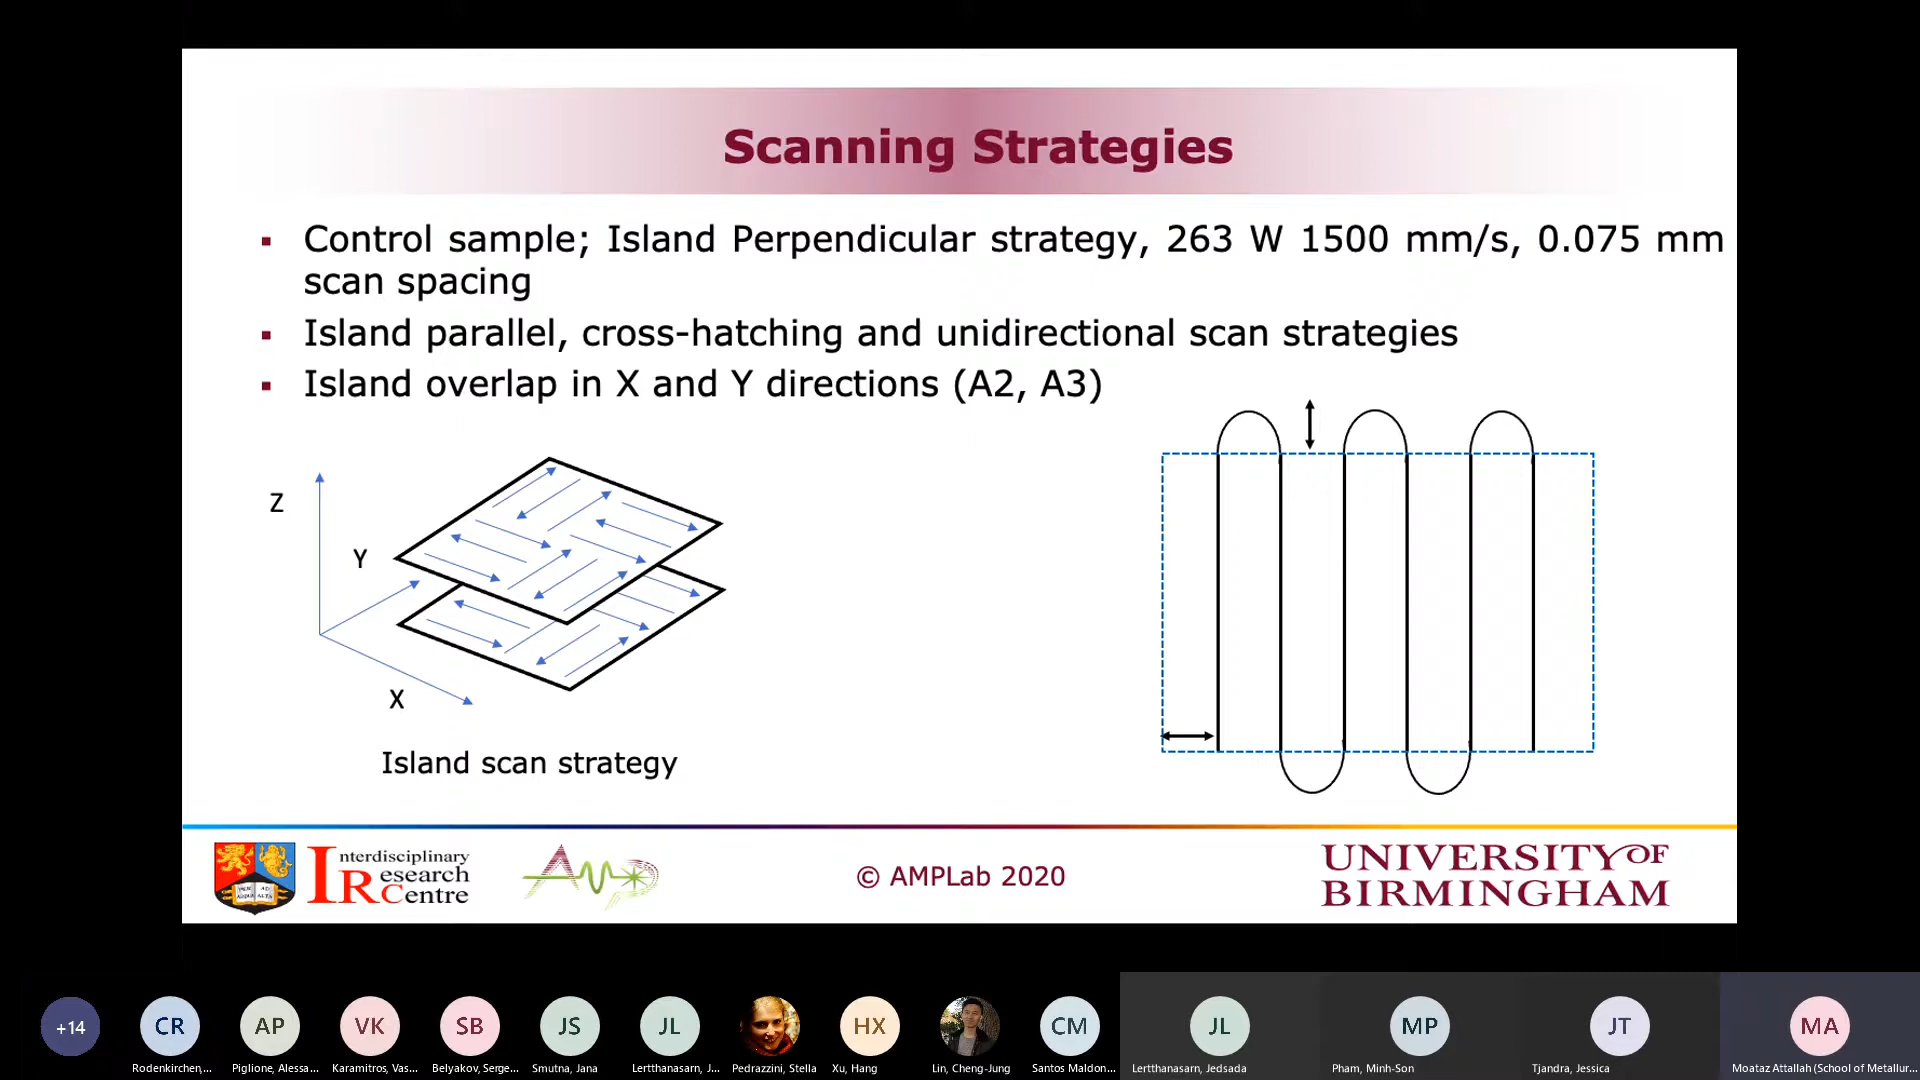 Scanning Strategies
▪ Control sample; Island Perpendicular strategy, 263 W 1500 mm/s, 0.075 mm
scan spacing
▪ Island parallel, cross-hatching and unidirectional scan strategies
▪ Island overlap in X and Y directions (A2, A3)
Z
Y
X
Island scan strategy
Interdisciplinary
Research
Centre
AMP
© AMPLab 2020
UNIVERSITY OF
BIRMINGHAM
+14
CR
AP
VK
SB
JS
JL
HX
CM
JL
MP
JT
MA
Rodenkirchen,...
Piglione, Alessa...
Karamitros, Vas...
Belyakov, Serge...
Smutna, Jana
Lertthanasarn, J...
Pedrazzini, Stella
Xu, Hang
Lin, Cheng-Jung
Santos Maldon...
Lertthanasarn, Jedsada
Pham, Minh-Son
Tjandra, Jessica
Moataz Attallah (School of Metallur...